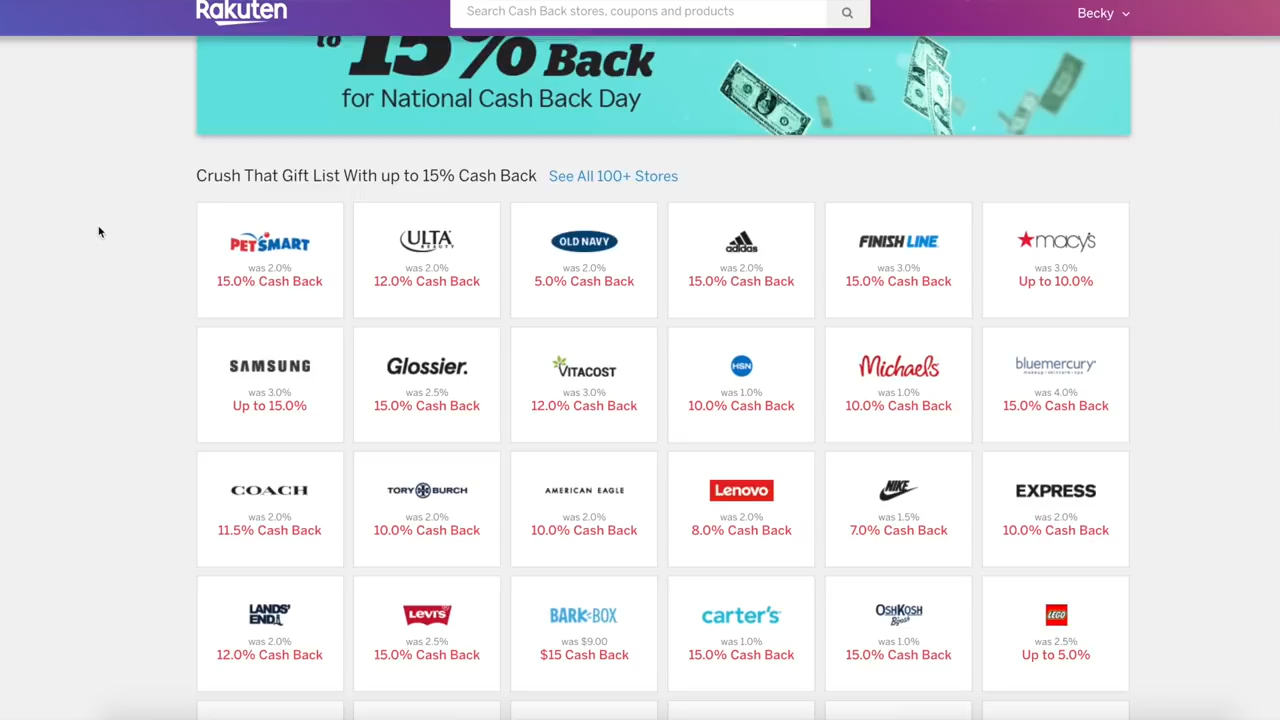 Rakuten
Search Cash Back stores, coupons and products
Becky
to 15% Back
for National Cash Back Day
Crush That Gift List With up to 15% Cash Back See All 100+ Stores
PETSMART
was 2.0%
15.0% Cash Back
ULTA
BEAUTY
was 2.0%
12.0% Cash Back
OLD NAVY
was 2.0%
5.0% Cash Back
adidas
was 2.0%
15.0% Cash Back
FINISH LINE
was 3.0%
15.0% Cash Back
macy's
was 3.0%
Up to 10.0%
SAMSUNG
was 3.0%
Up to 15.0%
Glossier.
was 2.5%
15.0% Cash Back
VITACOST
was 3.0%
12.0% Cash Back
HSN
was 1.0%
10.0% Cash Back
Michaels
was 1.0%
10.0% Cash Back
bluemercury
makeup • skincare • spa
was 4.0%
15.0% Cash Back
COACH
was 2.0%
11.5% Cash Back
TORY BURCH
was 2.0%
10.0% Cash Back
AMERICAN EAGLE
was 2.0%
10.0% Cash Back
Lenovo
was 2.0%
8.0% Cash Back
NIKE
was 1.5%
7.0% Cash Back
EXPRESS
was 2.0%
10.0% Cash Back
LANDS'
END
was 2.0%
12.0% Cash Back
LEVI'S
was 2.5%
15.0% Cash Back
BARK BOX
was $9.00
$15 Cash Back
carter's
was 1.0%
15.0% Cash Back
OSHKOSH
B'gosh
was 1.0%
15.0% Cash Back
LEGO
was 2.5%
Up to 5.0%